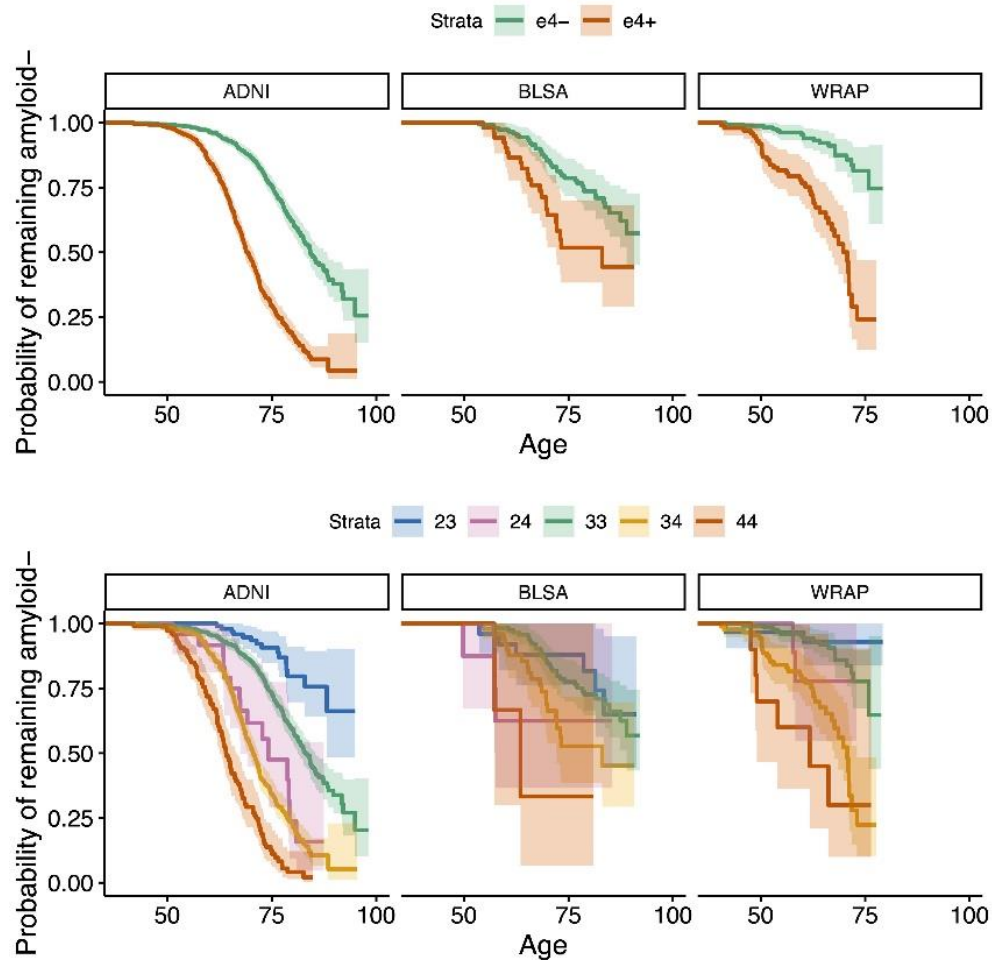 Strata e4− e4+
ADNI BLSA WRAP
Probability of remaining amyloid−
1.00
0.75
0.50
0.25
0.00
50 75 100 50 75 100 50 75 100
Age
Strata 23 24 33 34 44
ADNI BLSA WRAP
Probability of remaining amyloid−
1.00
0.75
0.50
0.25
0.00
50 75 100 50 75 100 50 75 100
Age